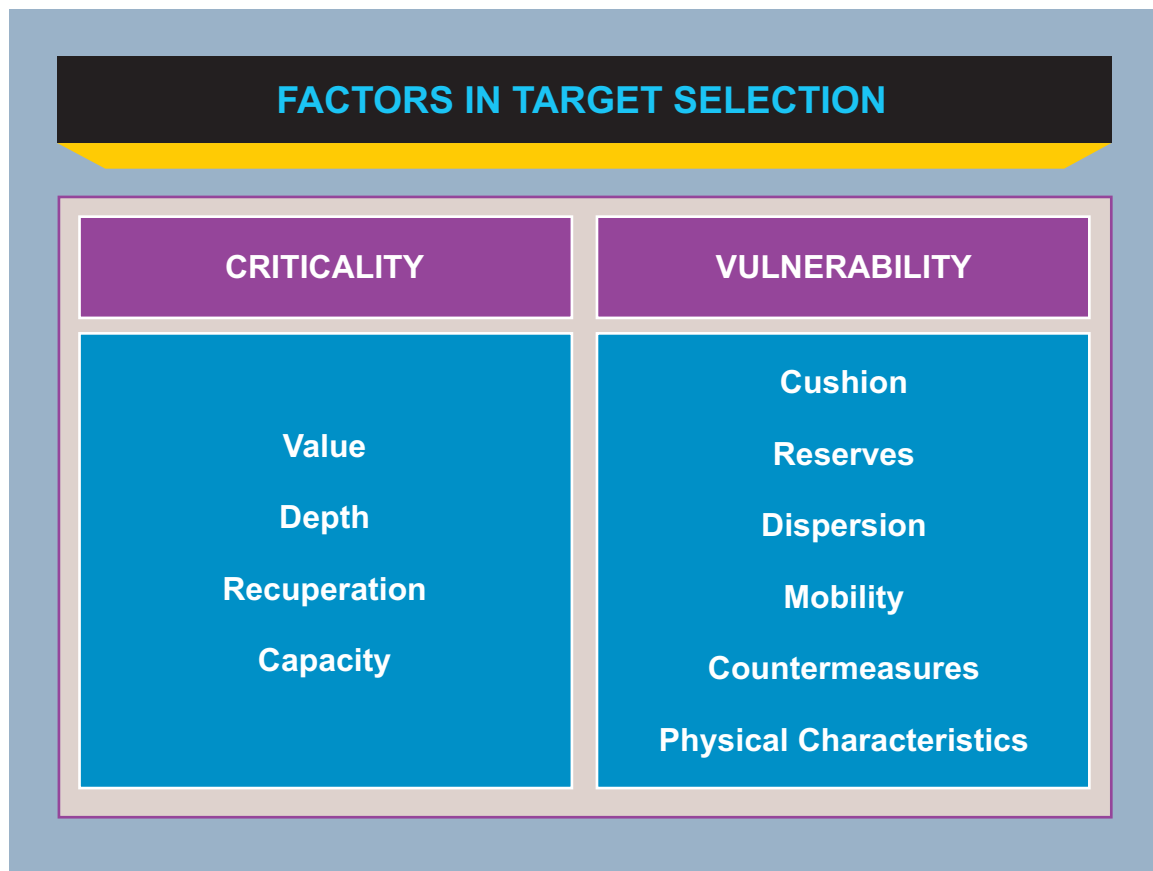 FACTORS IN TARGET SELECTION
CRITICALITY
Value
Depth
Recuperation
Capacity
VULNERABILITY
Cushion
Reserves
Dispersion
Mobility
Countermeasures
Physical Characteristics